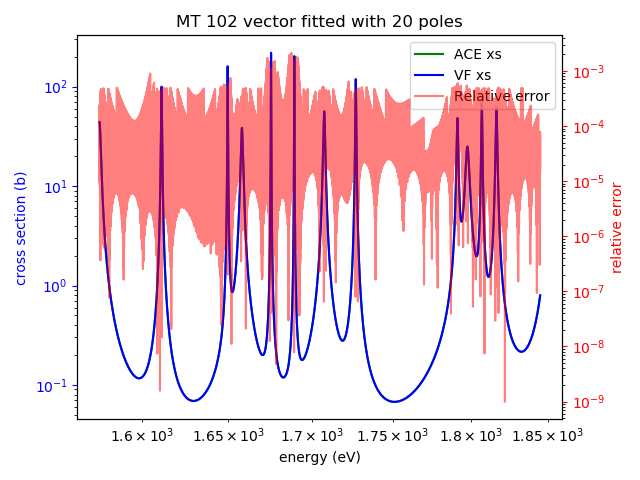 MT 102 vector fitted with 20 poles
ACE xs
VF xs
Relative error
cross section (b)
10²
10¹
10⁰
10⁻¹
relative error
10⁻³
10⁻⁴
10⁻⁵
10⁻⁶
10⁻⁷
10⁻⁸
10⁻⁹
1.6 × 10³ 1.65 × 10³ 1.7 × 10³ 1.75 × 10³ 1.8 × 10³ 1.85 × 10³
energy (eV)